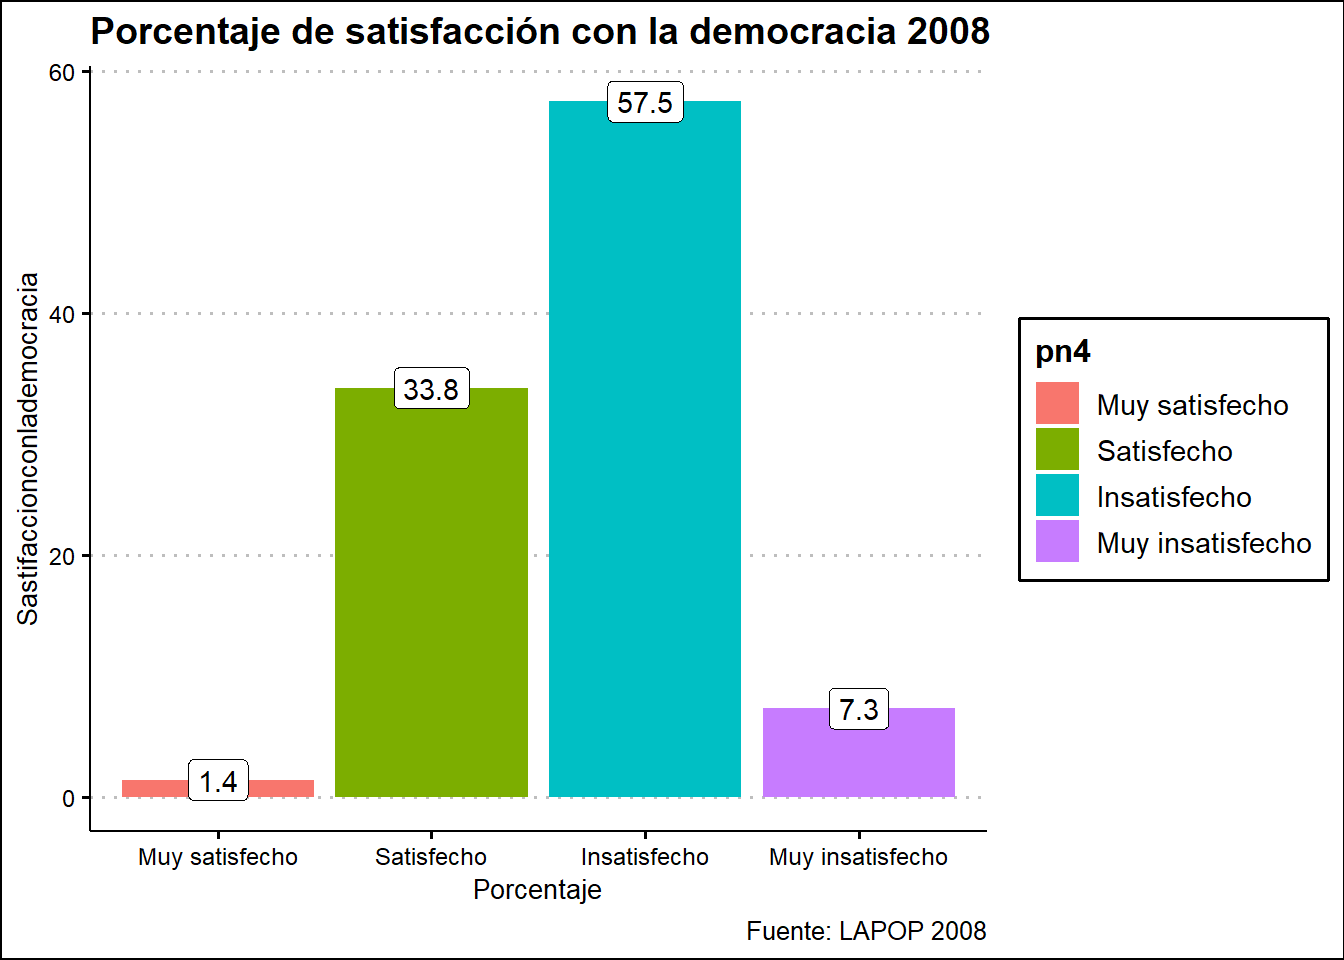 Porcentaje de satisfacción con la democracia 2008
Sastifaccionconlademocracia
60
40
20
0
57.5
33.8
7.3
1.4
Muy satisfecho
Satisfecho
Insatisfecho
Muy insatisfecho
Porcentaje
Fuente: LAPOP 2008
pn4
Muy satisfecho
Satisfecho
Insatisfecho
Muy insatisfecho